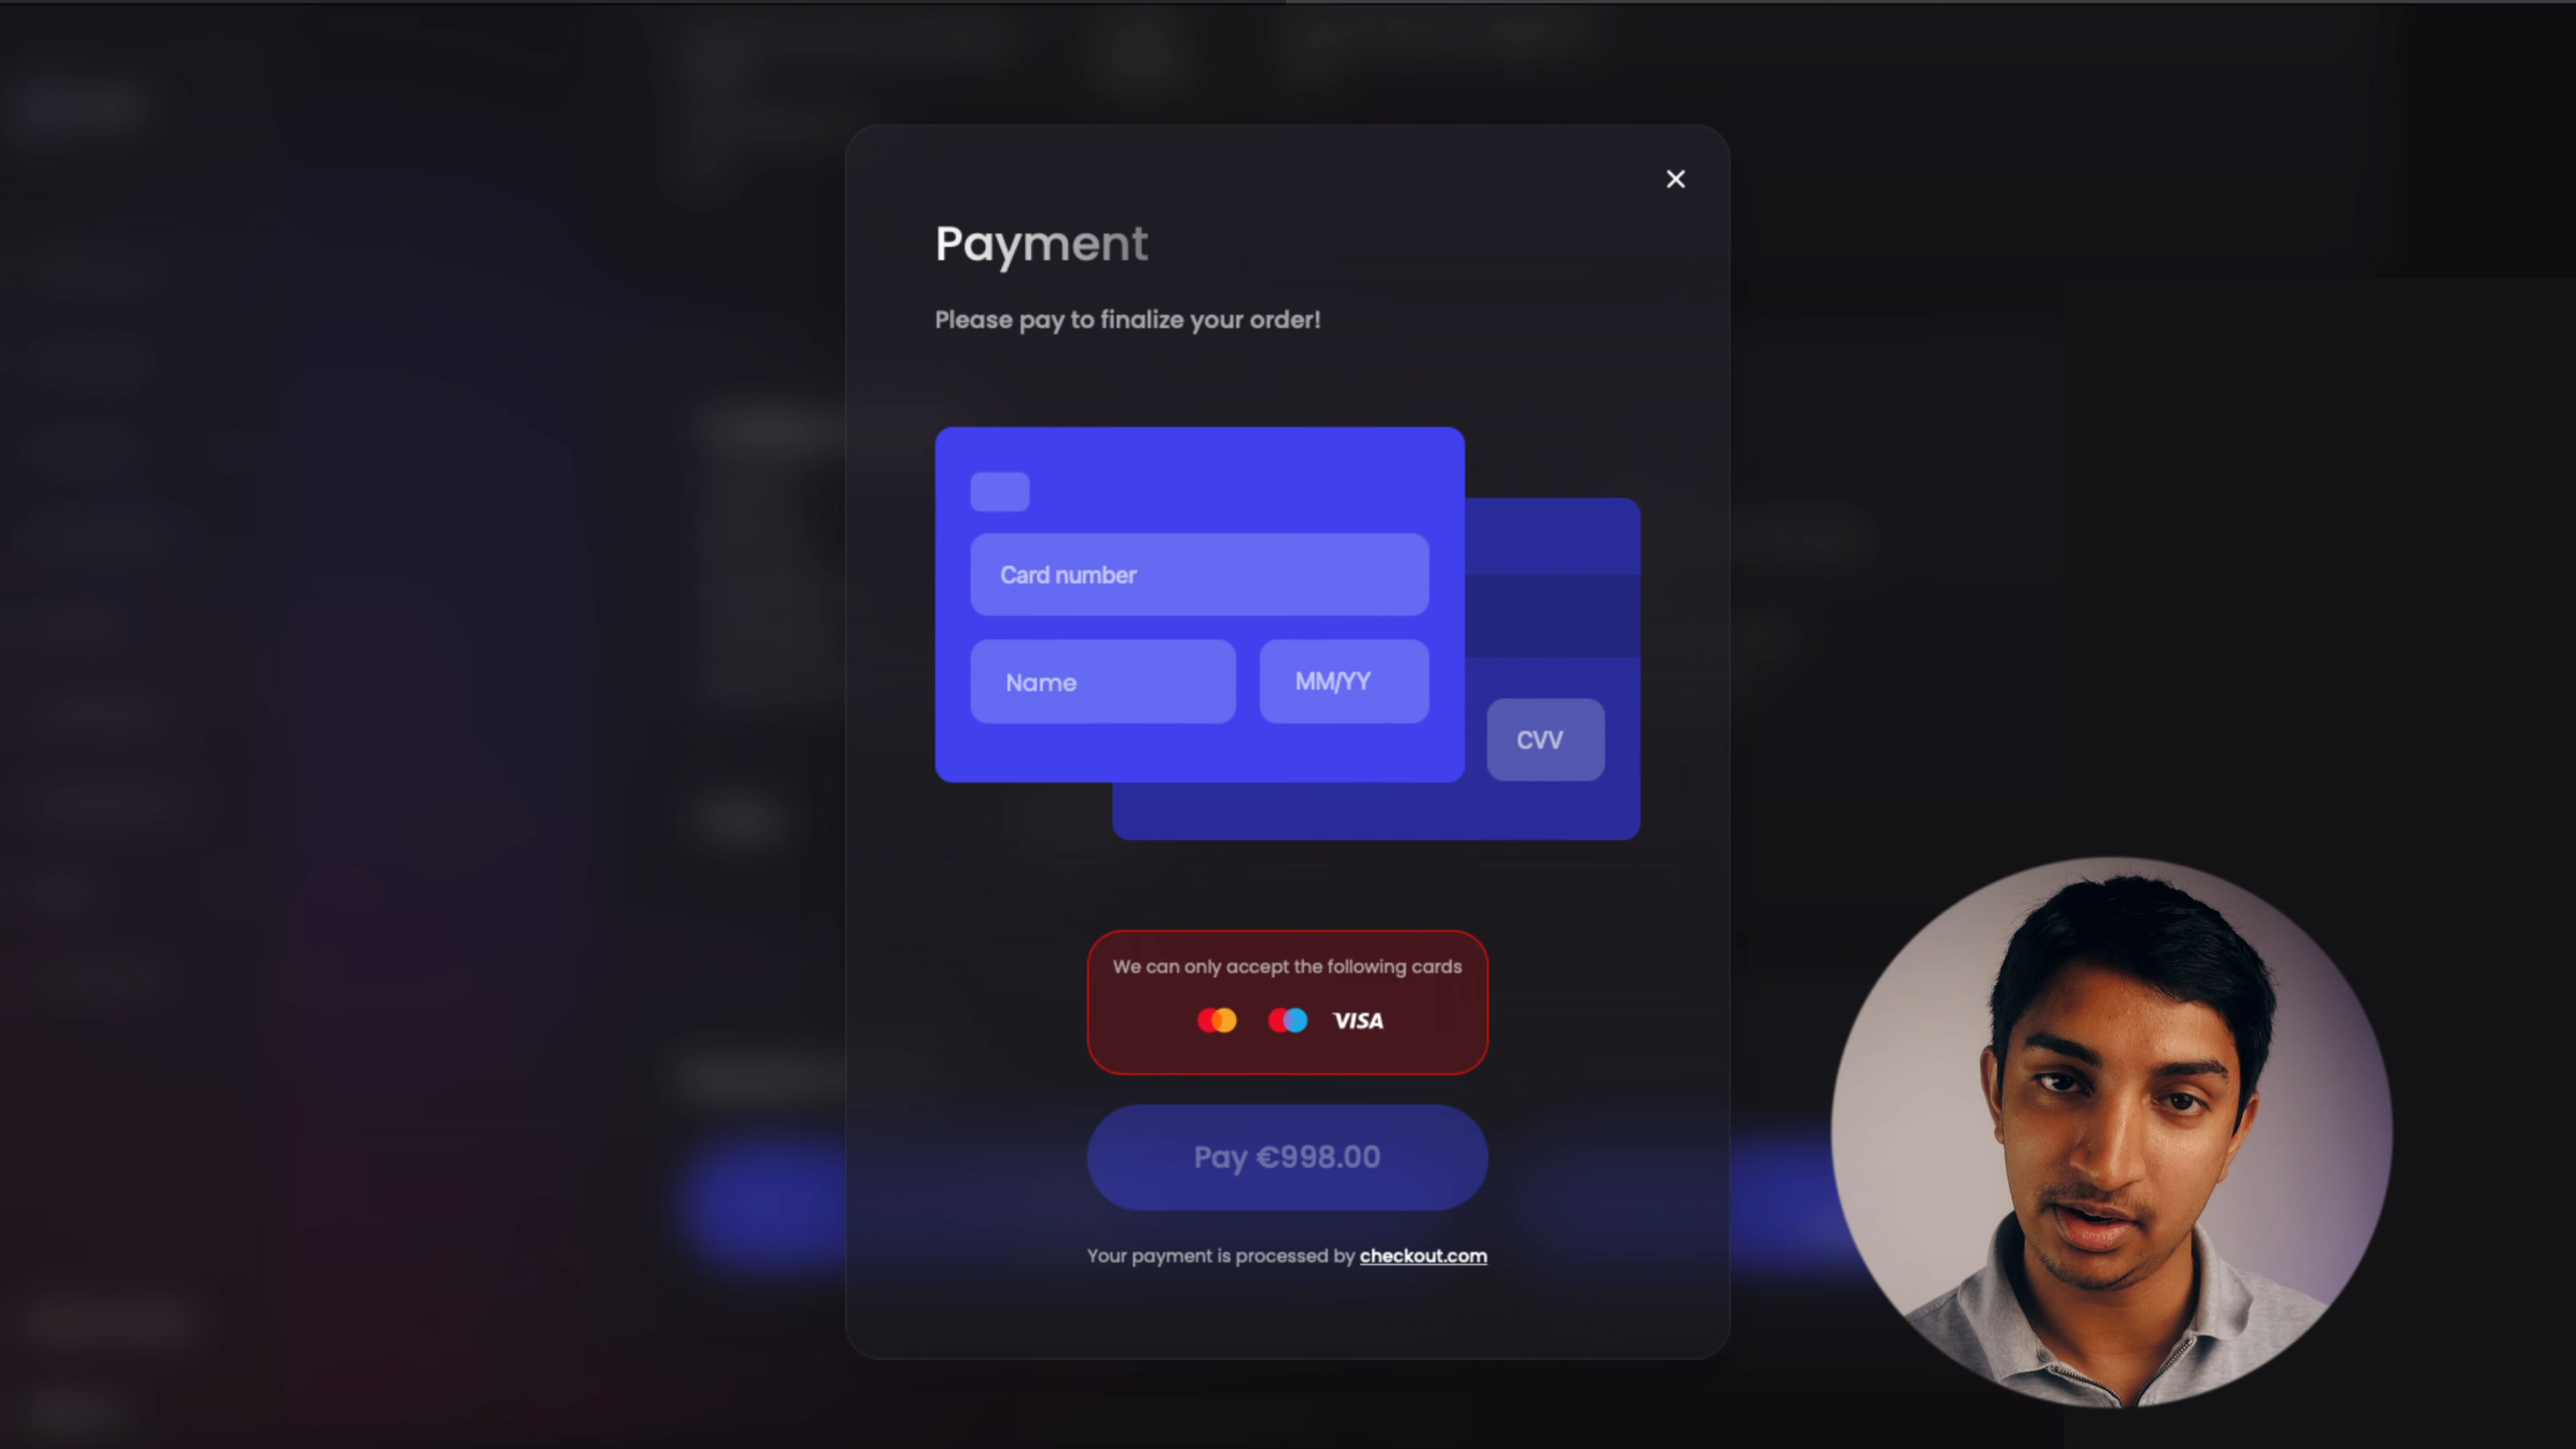 Payment
Please pay to finalize your order!
Card number
Name
MM/YY
CVV
We can only accept the following cards
VISA
Pay €998.00
Your payment is processed by checkout.com